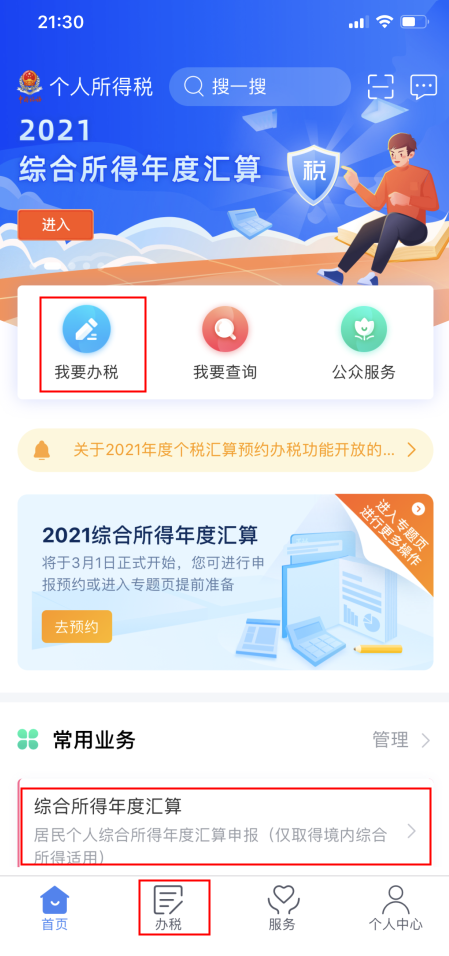 21:30
个人所得税
搜一搜
2021
综合所得年度汇算
税
进入
我要办税
我要查询
公众服务
关于2021年度个税汇算预约办税功能开放的...
进入专题页
进行更多操作
2021综合所得年度汇算
将于3月1日正式开始，您可进行申
报预约或进入专题页提前准备
去预约
常用业务
管理
综合所得年度汇算
居民个人综合所得年度汇算申报（仅取得境内综合
所得适用）
首页
办税
服务
个人中心